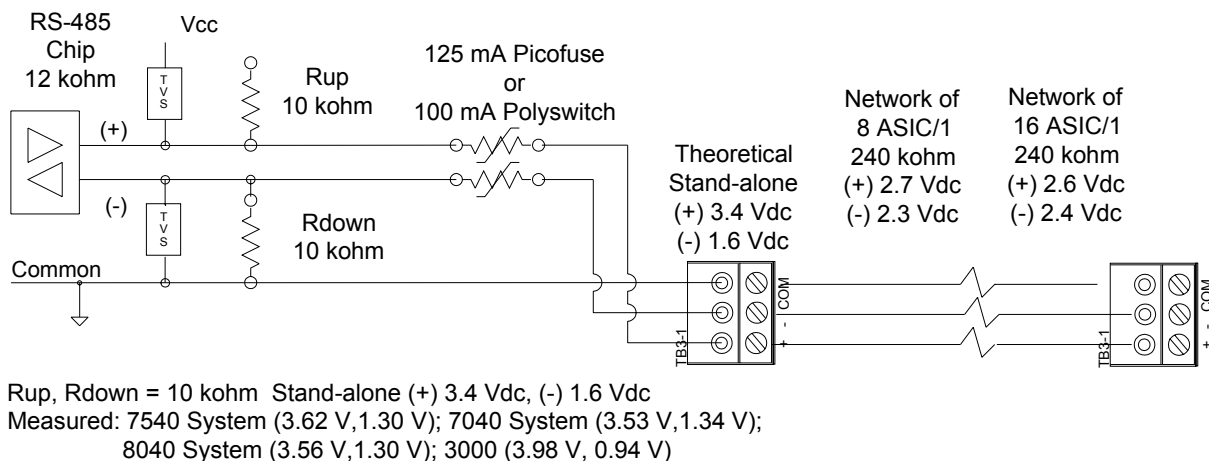 RS-485
Chip
12 kohm
Vcc
TVS
(+)
(-)
TVS
Common
Rup
10 kohm
Rdown
10 kohm
125 mA Picofuse
or
100 mA Polyswitch
Theoretical
Stand-alone
(+) 3.4 Vdc
(-) 1.6 Vdc
Network of
8 ASIC/1
240 kohm
(+) 2.7 Vdc
(-) 2.3 Vdc
Network of
16 ASIC/1
240 kohm
(+) 2.6 Vdc
(-) 2.4 Vdc
TB3-1
+ - COM
TB3-1
+ - COM
Rup, Rdown = 10 kohm Stand-alone (+) 3.4 Vdc, (-) 1.6 Vdc
Measured: 7540 System (3.62 V,1.30 V); 7040 System (3.53 V,1.34 V);
8040 System (3.56 V,1.30 V); 3000 (3.98 V, 0.94 V)